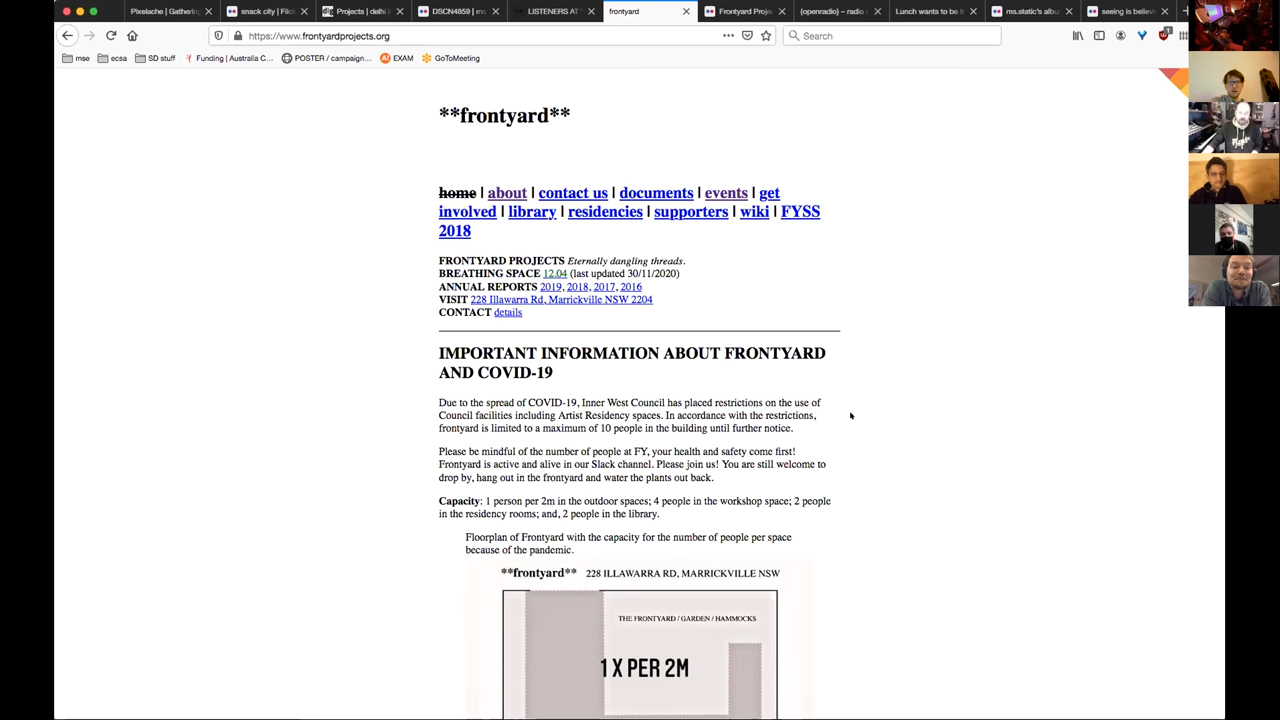 Pixelache | Gathering
snack city | Flick
Projects | delhi
DSCN4859 | m
LISTENERS AT
frontyard
Frontyard Proje
{openradio} – radio
Lunch wants to be
ms.static's albu
seeing is believ
https://www.frontyardprojects.org
Search
mse
ecsa
SD stuff
Funding | Australia C...
POSTER / campaign...
EXAM
GoToMeeting
**frontyard**
home | about | contact us | documents | events | get
involved | library | residencies | supporters | wiki | FYSS
2018
FRONTYARD PROJECTS Eternally dangling threads.
BREATHING SPACE 12.04 (last updated 30/11/2020)
ANNUAL REPORTS 2019, 2018, 2017, 2016
VISIT 228 Illawarra Rd, Marrickville NSW 2204
CONTACT details
IMPORTANT INFORMATION ABOUT FRONTYARD
AND COVID-19
Due to the spread of COVID-19, Inner West Council has placed restrictions on the use of
Council facilities including Artist Residency spaces. In accordance with the restrictions,
frontyard is limited to a maximum of 10 people in the building until further notice.
Please be mindful of the number of people at FY, your health and safety come first!
Frontyard is active and alive in our Slack channel. Please join us! You are still welcome to
drop by, hang out in the frontyard and water the plants out back.
Capacity: 1 person per 2m in the outdoor spaces; 4 people in the workshop space; 2 people
in the residency rooms; and, 2 people in the library.
Floorplan of Frontyard with the capacity for the number of people per space
because of the pandemic.
**frontyard** 228 ILLAWARRA RD, MARRICKVILLE NSW
THE FRONTYARD / GARDEN / HAMMOCKS
1 X PER 2M